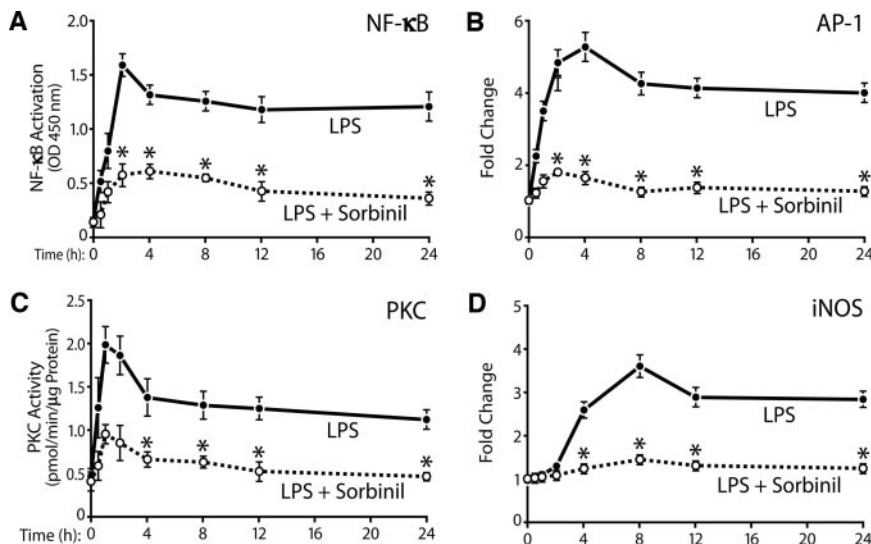 A
NF-κB
NF-κB Activation
(OD 450 nm)
2.0
1.5
1.0
0.5
0
* * * * *
LPS
LPS + Sorbinil
Time (h): 0 4 8 12 16 20 24
B
AP-1
Fold Change
6
4
2
0
* * * * *
LPS
LPS + Sorbinil
0 4 8 12 16 20 24
C
PKC
PKC Activity
(pmol/min/μg Protein)
2.5
2.0
1.5
1.0
0.5
0
* * * *
LPS
LPS + Sorbinil
Time (h): 0 4 8 12 16 20 24
D
iNOS
Fold Change
5
4
3
2
1
0
* * * *
LPS
LPS + Sorbinil
0 4 8 12 16 20 24